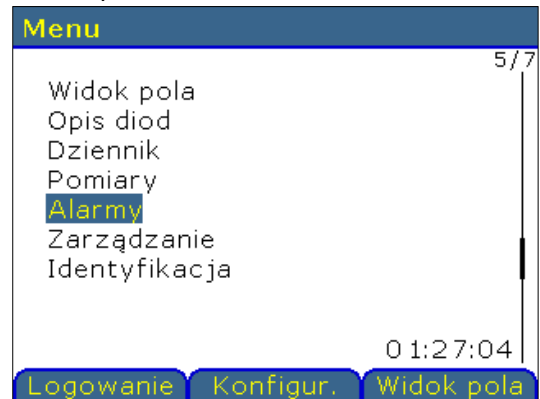 Menu
5/7
Widok pola
Opis diod
Dziennik
Pomiary
Alarmy
Zarządzanie
Identyfikacja
01:27:04
Logowanie Konfigur. Widok pola